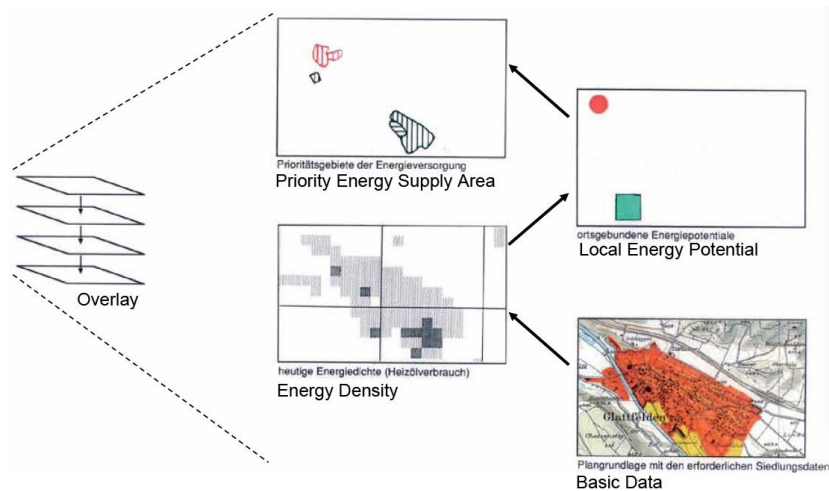 Prioritätsgebiete der Energieversorgung
Priority Energy Supply Area
ortsgebundene Energiepotentiale
Local Energy Potential
Overlay
heutige Energiedichte (Heizölverbrauch)
Energy Density
Glattfelden
Plangrundlage mit den erforderlichen Siedlungsdaten
Basic Data